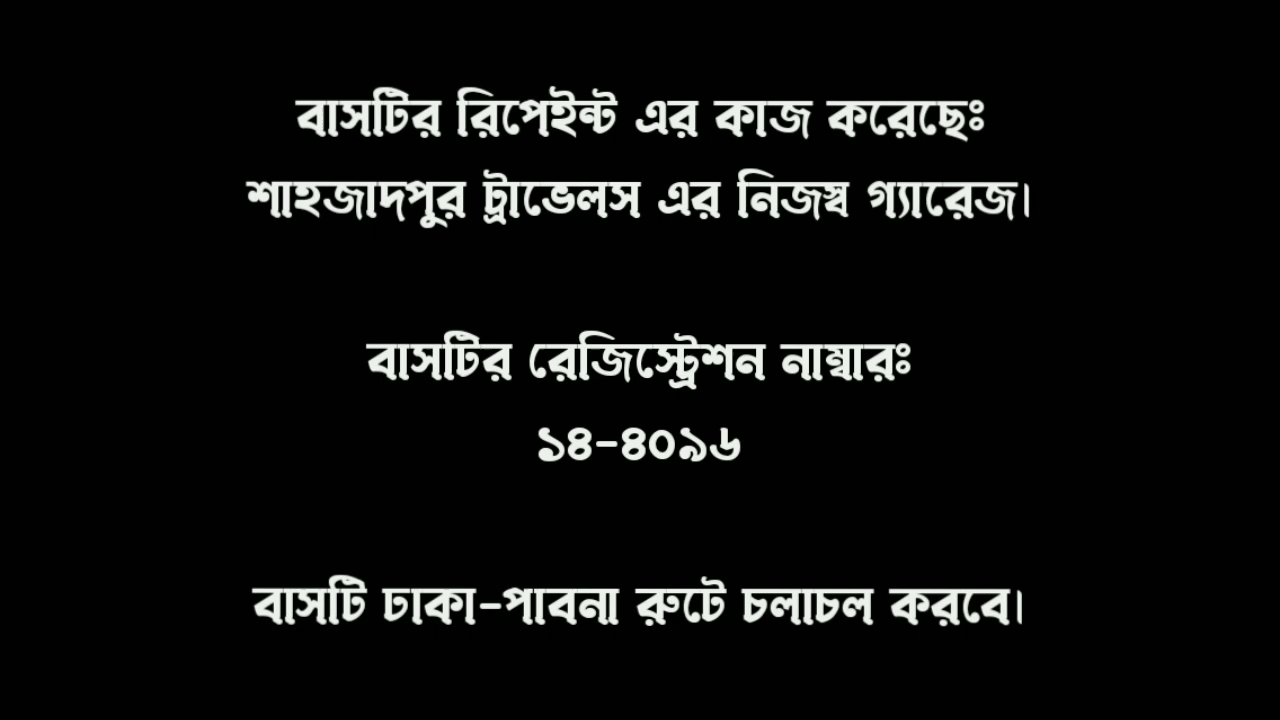 বাসটির রিপেইন্ট এর কাজ করেছেঃ
শাহজাদপুর ট্রাভেলস এর নিজস্ব গ্যারেজ।
বাসটির রেজিস্ট্রেশন নাম্বারঃ
১৪-৪০৯৬
বাসটি ঢাকা-পাবনা রুটে চলাচল করবে।